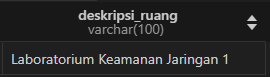 deskripsi_ruang
varchar(100)
Laboratorium Keamanan Jaringan 1